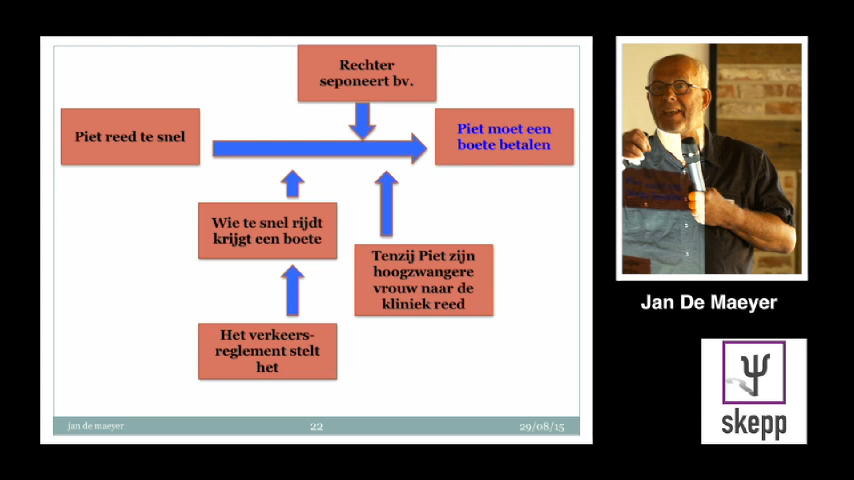 Rechter
seponeert bv.
Piet reed te snel
Piet moet een
boete betalen
Wie te snel rijdt
krijgt een boete
Tenzij Piet zijn
hoogzwangere
vrouw naar de
kliniek reed
Het verkeers-
reglement stelt
het
jan de maeyer
22
29/08/15
Jan De Maeyer
skepp